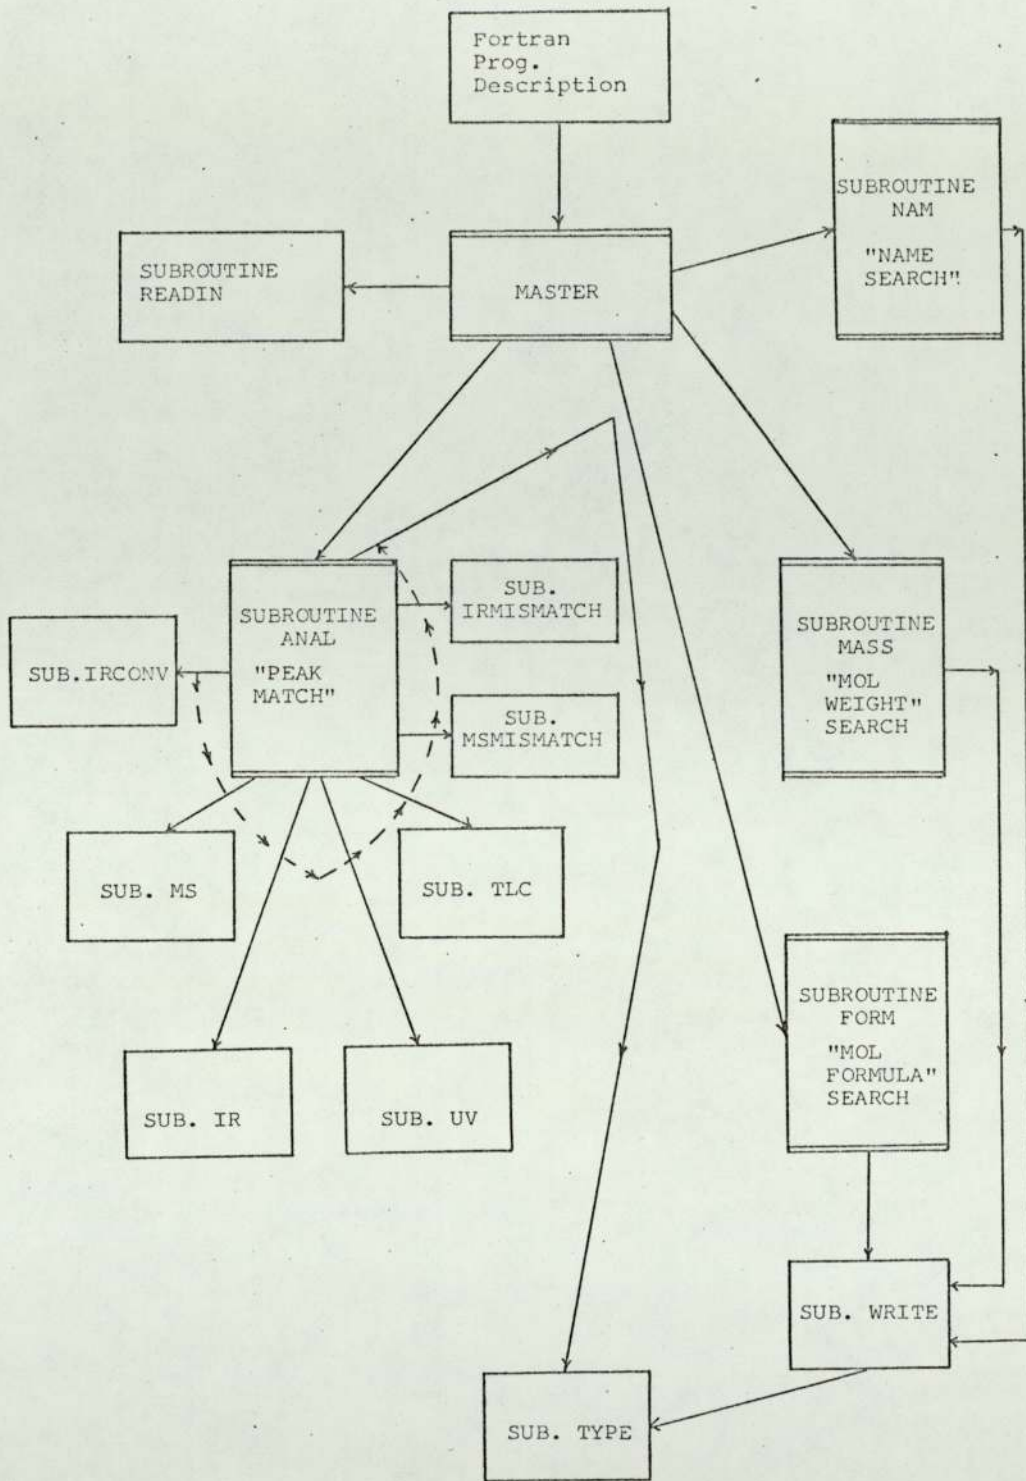 Fortran
Prog.
Description
SUBROUTINE
NAM
"NAME
SEARCH"
SUBROUTINE
READIN
MASTER
SUB.
IRMISMATCH
SUBROUTINE
ANAL
"PEAK
MATCH"
SUB.IRCONV
SUB.
MSMISMATCH
SUBROUTINE
MASS
"MOL
WEIGHT"
SEARCH
SUB. MS
SUB. TLC
SUB. IR
SUB. UV
SUBROUTINE
FORM
"MOL
FORMULA"
SEARCH
SUB. WRITE
SUB. TYPE